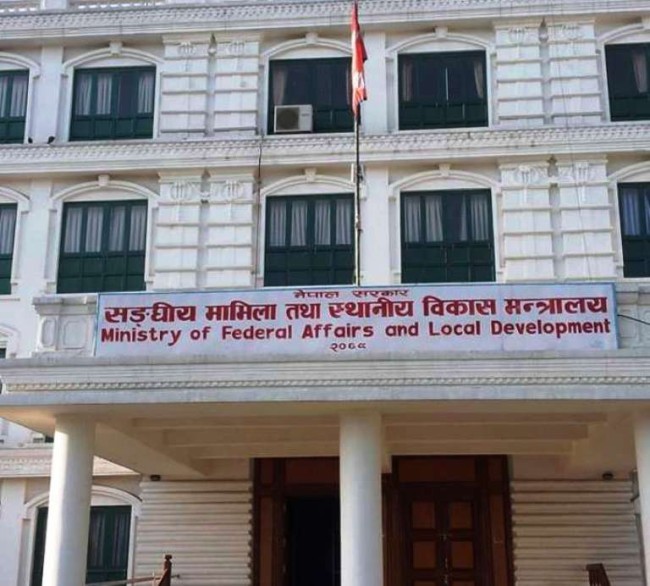 नेपाल सरकार
सङ्घीय मामिला तथा स्थानीय विकास मन्त्रालय
Ministry of Federal Affairs and Local Development
२०६९